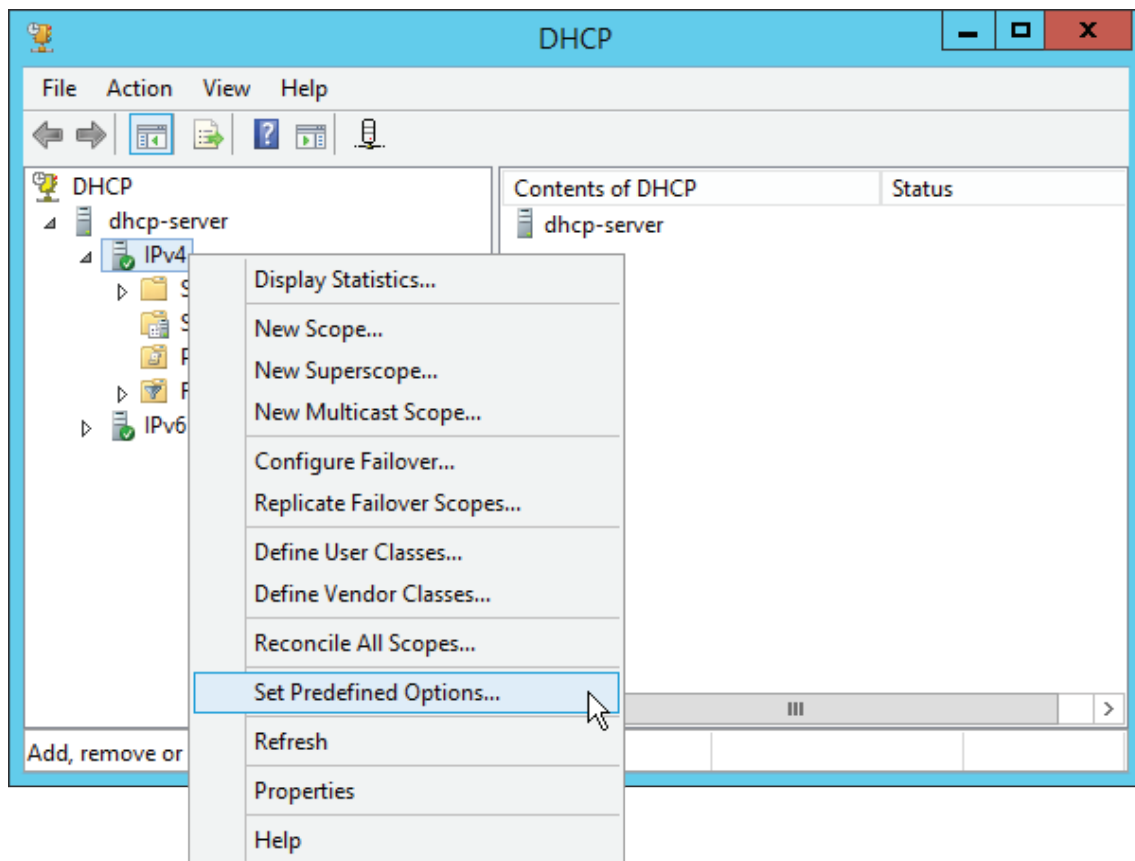 DHCP
File Action View Help
DHCP
dhcp-server
IPv4
IPv6
Contents of DHCP Status
dhcp-server
Display Statistics...
New Scope...
New Superscope...
New Multicast Scope...
Configure Failover...
Replicate Failover Scopes...
Define User Classes...
Define Vendor Classes...
Reconcile All Scopes...
Set Predefined Options...
Refresh
Properties
Help
Add, remove or